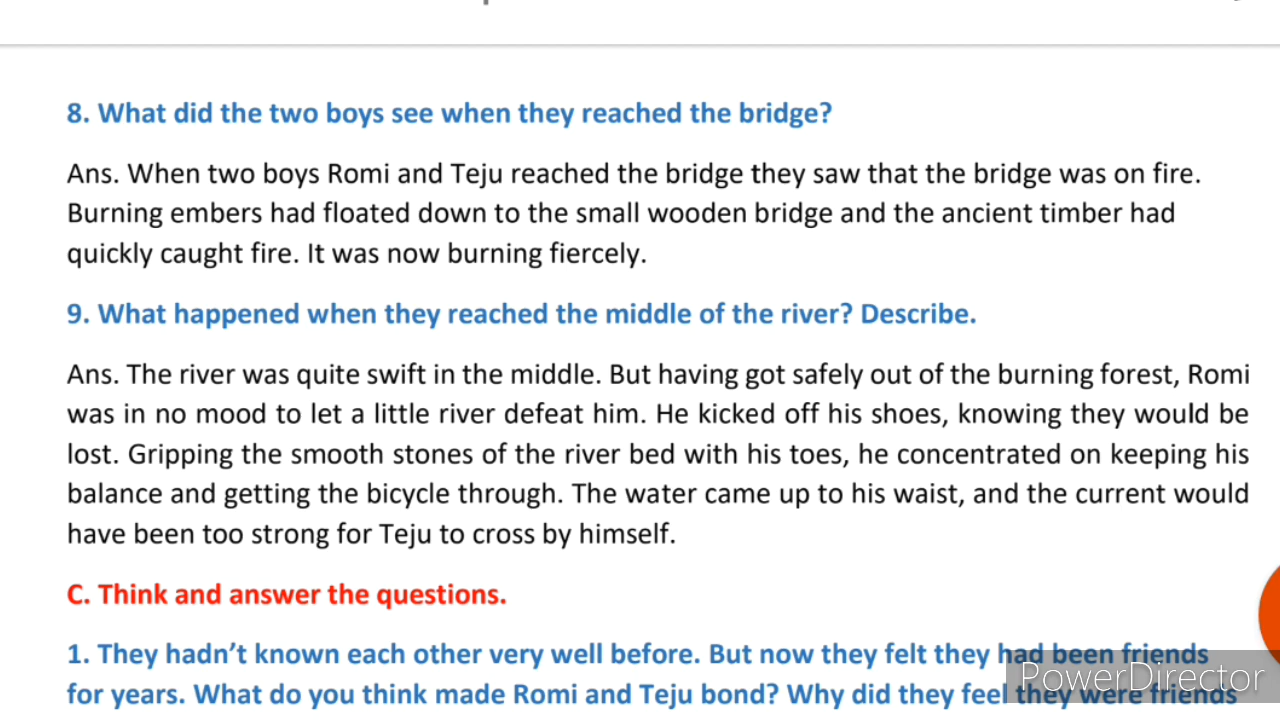 8. What did the two boys see when they reached the bridge?
Ans. When two boys Romi and Teju reached the bridge they saw that the bridge was on fire.
Burning embers had floated down to the small wooden bridge and the ancient timber had
quickly caught fire. It was now burning fiercely.
9. What happened when they reached the middle of the river? Describe.
Ans. The river was quite swift in the middle. But having got safely out of the burning forest, Romi
was in no mood to let a little river defeat him. He kicked off his shoes, knowing they would be
lost. Gripping the smooth stones of the river bed with his toes, he concentrated on keeping his
balance and getting the bicycle through. The water came up to his waist, and the current would
have been too strong for Teju to cross by himself.
C. Think and answer the questions.
1. They hadn’t known each other very well before. But now they felt they had been friends
for years. What do you think made Romi and Teju bond? Why did they feel they were friends
PowerDirector